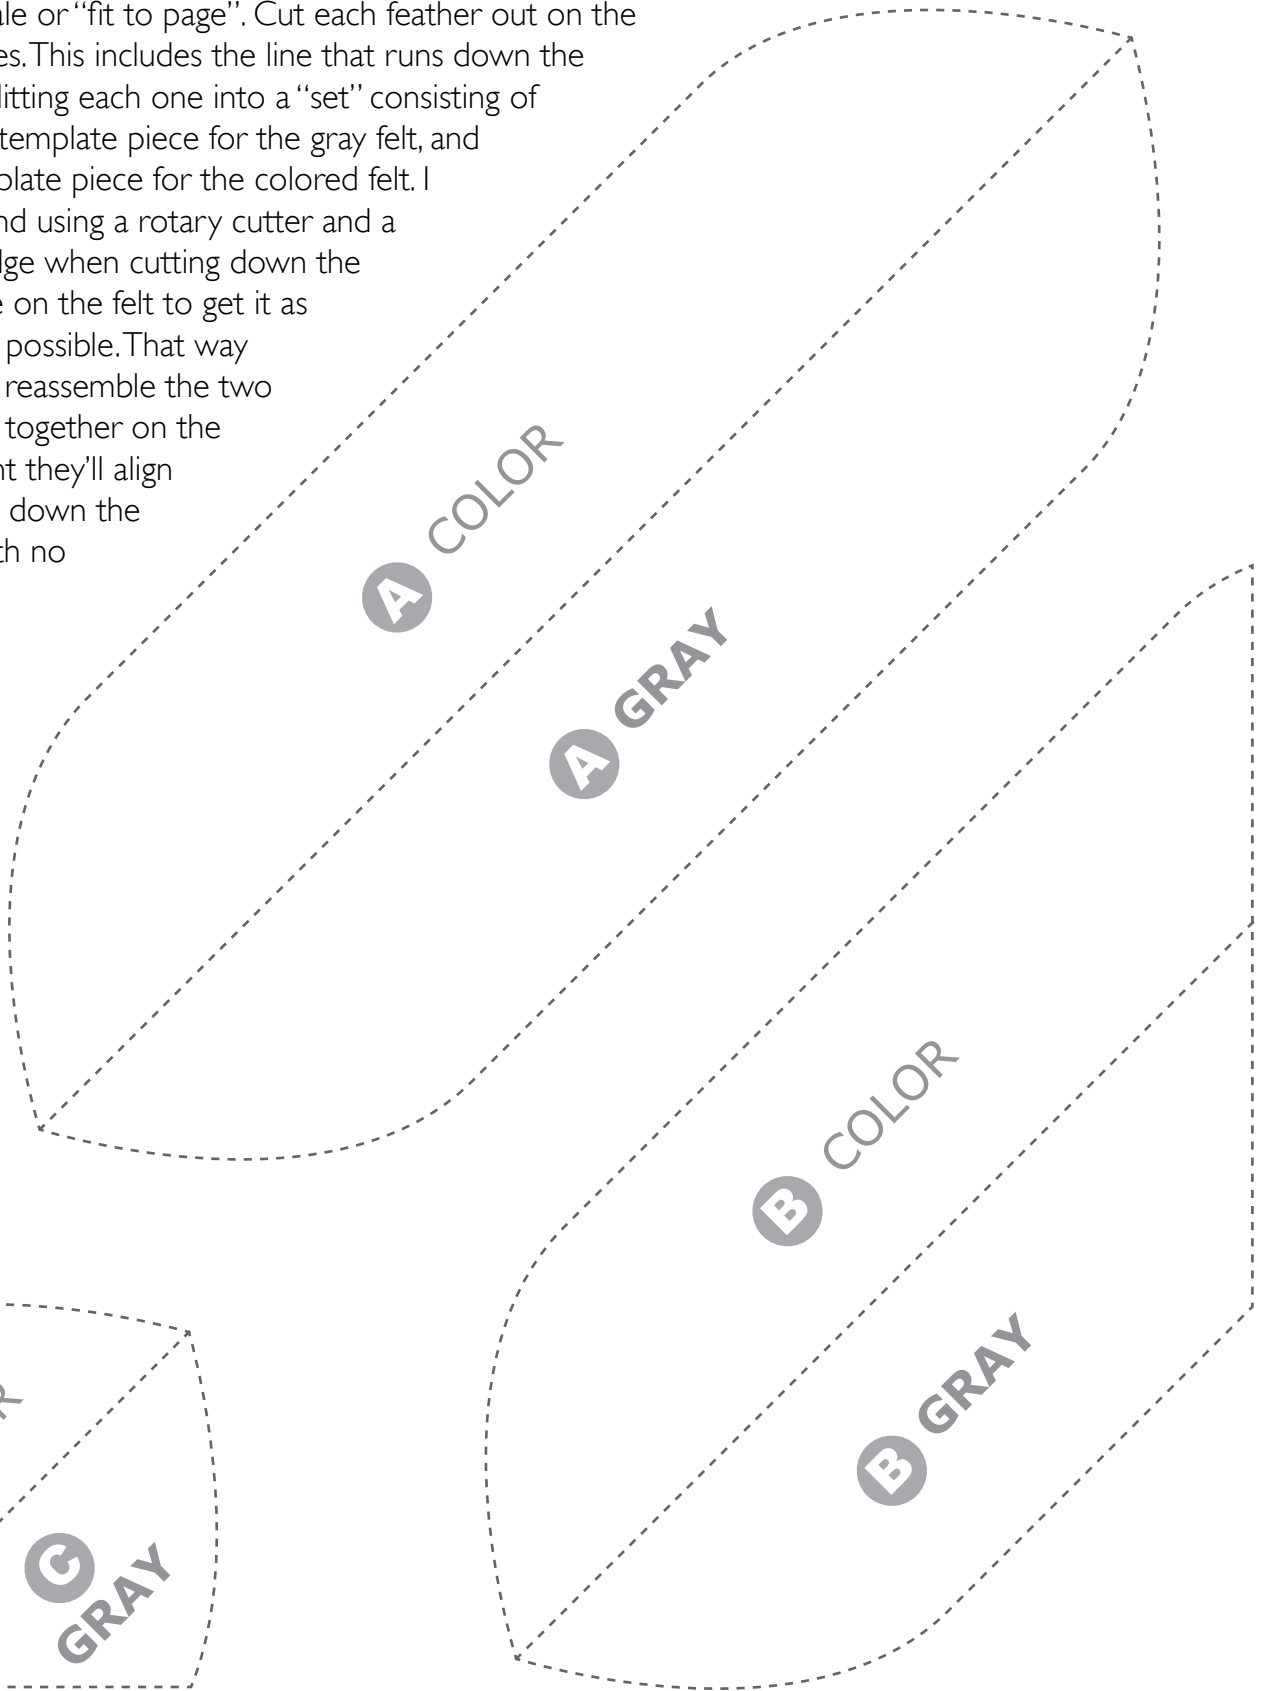 ale or “fit to page”. Cut each feather out on the
es. This includes the line that runs down the
litting each one into a “set” consisting of
template piece for the gray felt, and
plate piece for the colored felt. I
nd using a rotary cutter and a
dge when cutting down the
e on the felt to get it as
possible. That way
reassemble the two
together on the
nt they’ll align
down the
th no
A COLOR
A GRAY
B COLOR
B GRAY
R
C
GRAY